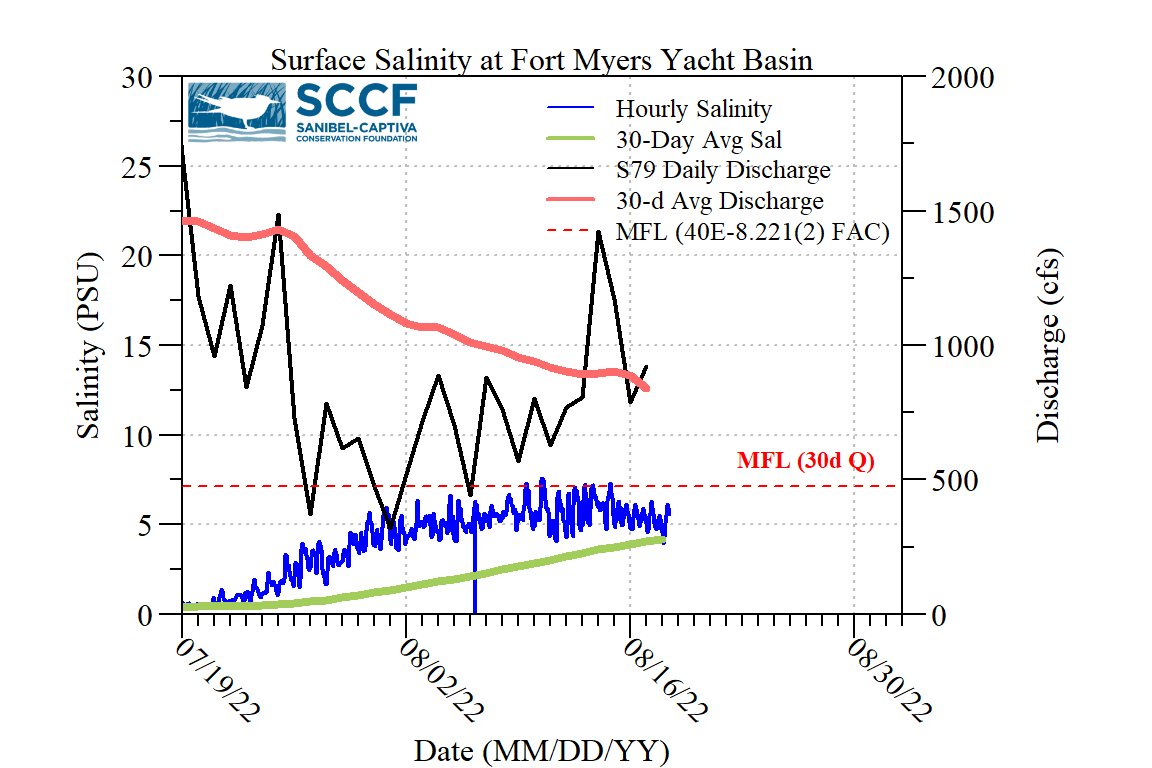 Surface Salinity at Fort Myers Yacht Basin
SCCF
SANIBEL-CAPTIVA
CONSERVATION FOUNDATION
Hourly Salinity
30-Day Avg Sal
S79 Daily Discharge
30-d Avg Discharge
MFL (40E-8.221(2) FAC)
MFL (30d Q)
Salinity (PSU)
30
25
20
15
10
5
0
Discharge (cfs)
2000
1500
1000
500
0
07/19/22
08/02/22
08/16/22
08/30/22
Date (MM/DD/YY)